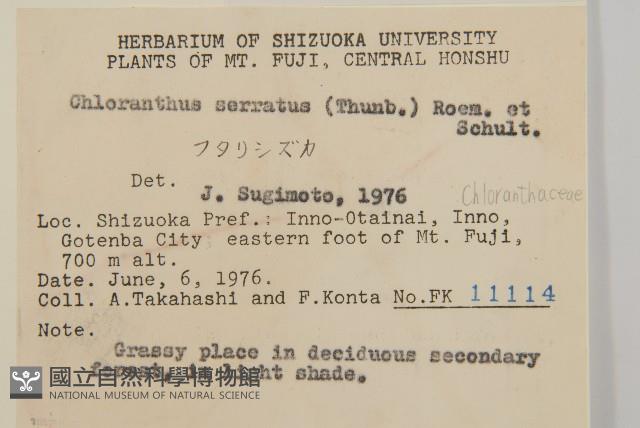 HERBARIUM OF SHIZUOKA UNIVERSITY
PLANTS OF MT. FUJI, CENTRAL HONSHU
Chloranthus serratus (Thunb.) Roem. et
Schult.
フタリシズカ
Det.
J. Sugimoto, 1976
Chloranthaceae
Loc. Shizuoka Pref.: Inno-Otainai, Inno,
Gotenba City eastern foot of Mt. Fuji,
700 m alt.
Date. June, 6, 1976.
Coll. A.Takahashi and F.Konta No.FK 11114
Note.
Grassy place in deciduous secondary
forest, in light shade.
國立自然科學博物館
NATIONAL MUSEUM OF NATURAL SCIENCE